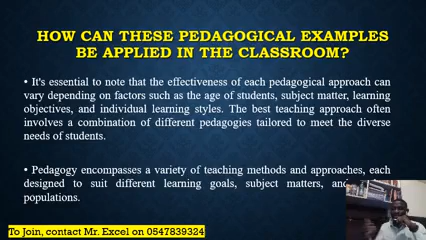 HOW CAN THESE PEDAGOGICAL EXAMPLES
BE APPLIED IN THE CLASSROOM?
• It's essential to note that the effectiveness of each pedagogical approach can
vary depending on factors such as the age of students, subject matter, learning
objectives, and individual learning styles. The best teaching approach often
involves a combination of different pedagogies tailored to meet the diverse
needs of students.
• Pedagogy encompasses a variety of teaching methods and approaches, each
designed to suit different learning goals, subject matters, and
populations.
To Join, contact Mr. Excel on 0547839324